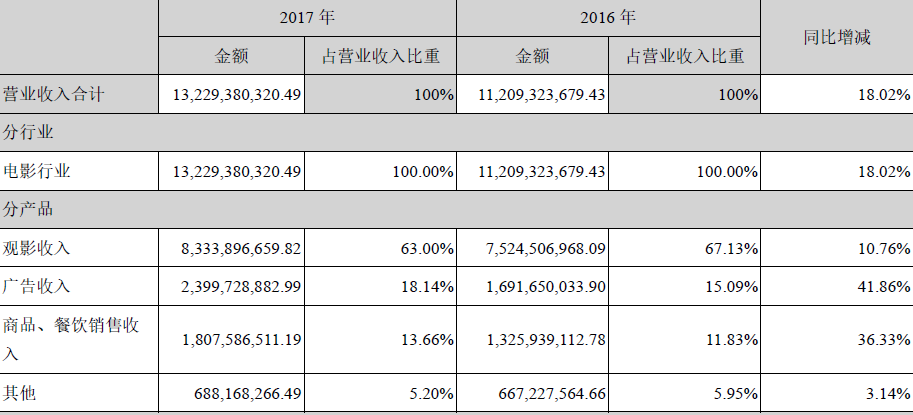 2017 年 2016 年 同比增减
金额 占营业收入比重 金额 占营业收入比重
营业收入合计 13,229,380,320.49 100% 11,209,323,679.43 100% 18.02%
分行业
电影行业 13,229,380,320.49 100.00% 11,209,323,679.43 100.00% 18.02%
分产品
观影收入 8,333,896,659.82 63.00% 7,524,506,968.09 67.13% 10.76%
广告收入 2,399,728,882.99 18.14% 1,691,650,033.90 15.09% 41.86%
商品、餐饮销售收
入 1,807,586,511.19 13.66% 1,325,939,112.78 11.83% 36.33%
其他 688,168,266.49 5.20% 667,227,564.66 5.95% 3.14%